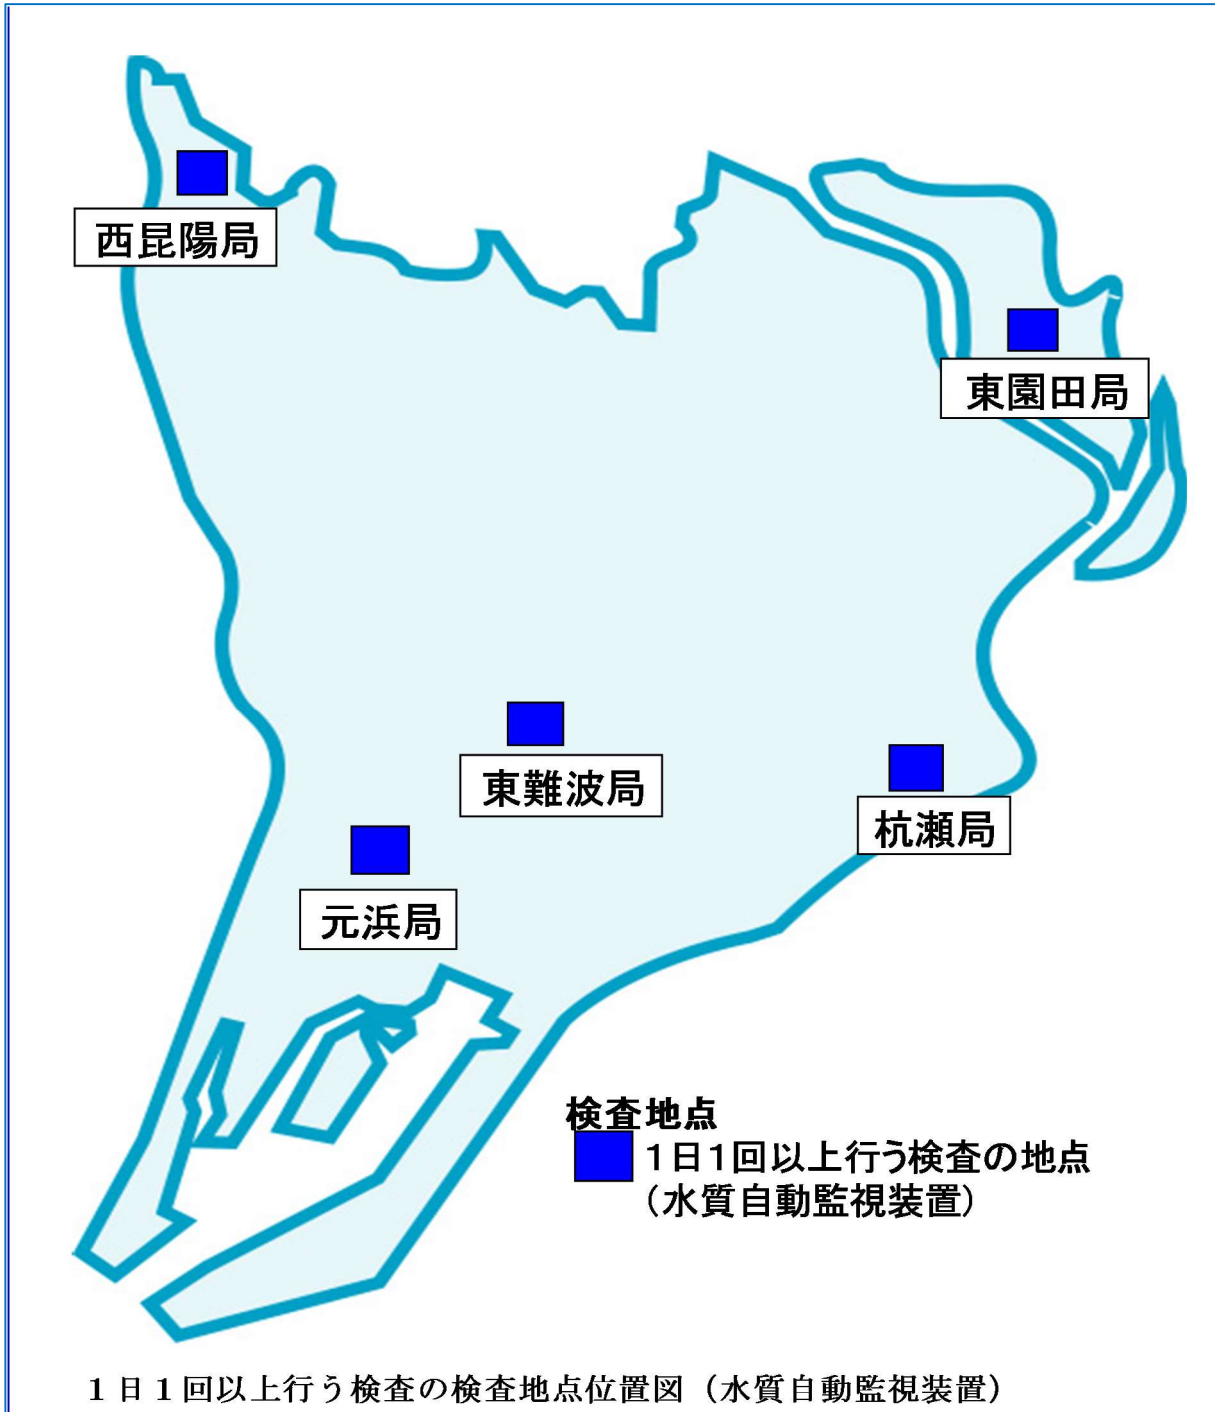 西昆陽局
東園田局
東難波局
杭瀬局
元浜局
検査地点
1日1回以上行う検査の地点
(水質自動監視装置)
１日１回以上行う検査の検査地点位置図（水質自動監視装置）